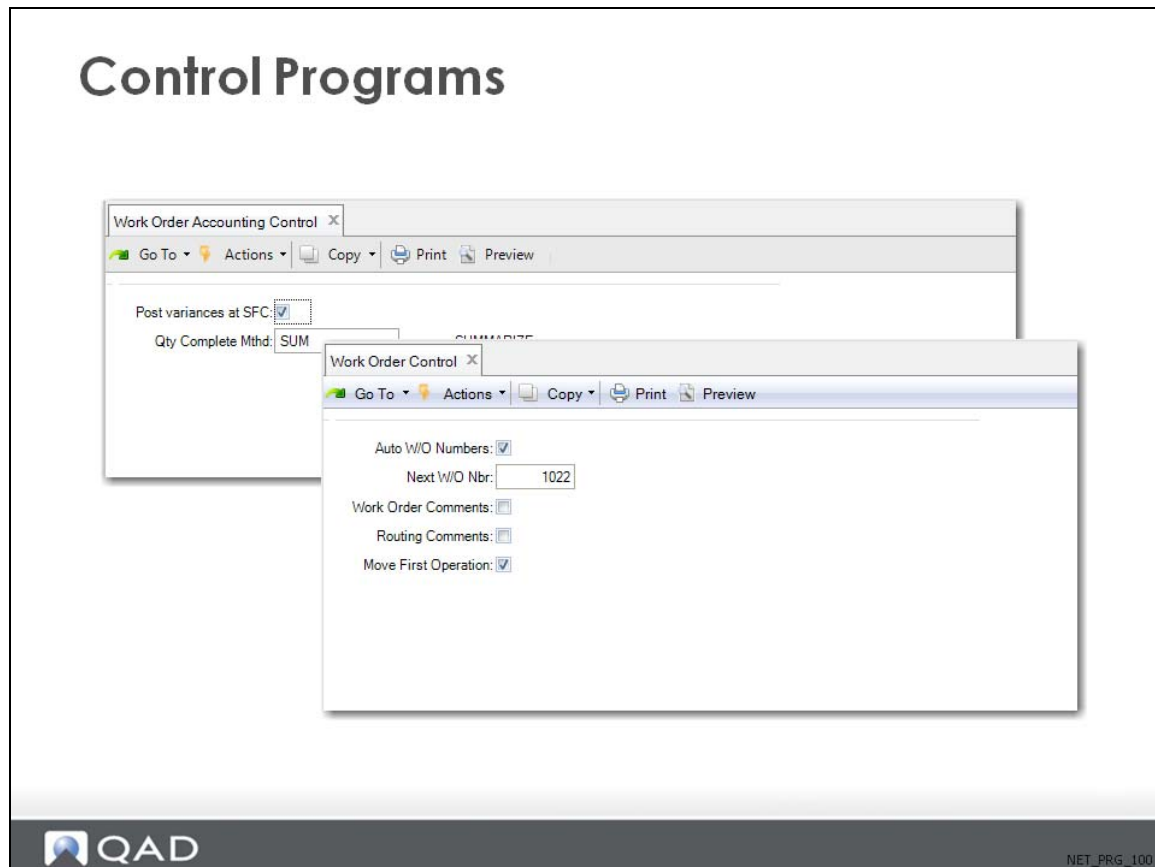 Control Programs
Work Order Accounting Control X
Go To Actions Copy Print Preview
Post variances at SFC:
Qty Complete Mthd: SUM SUMMARIZE
Work Order Control X
Go To Actions Copy Print Preview
Auto W/O Numbers:
Next W/O Nbr: 1022
Work Order Comments:
Routing Comments:
Move First Operation:
QAD
NET_PRG_100